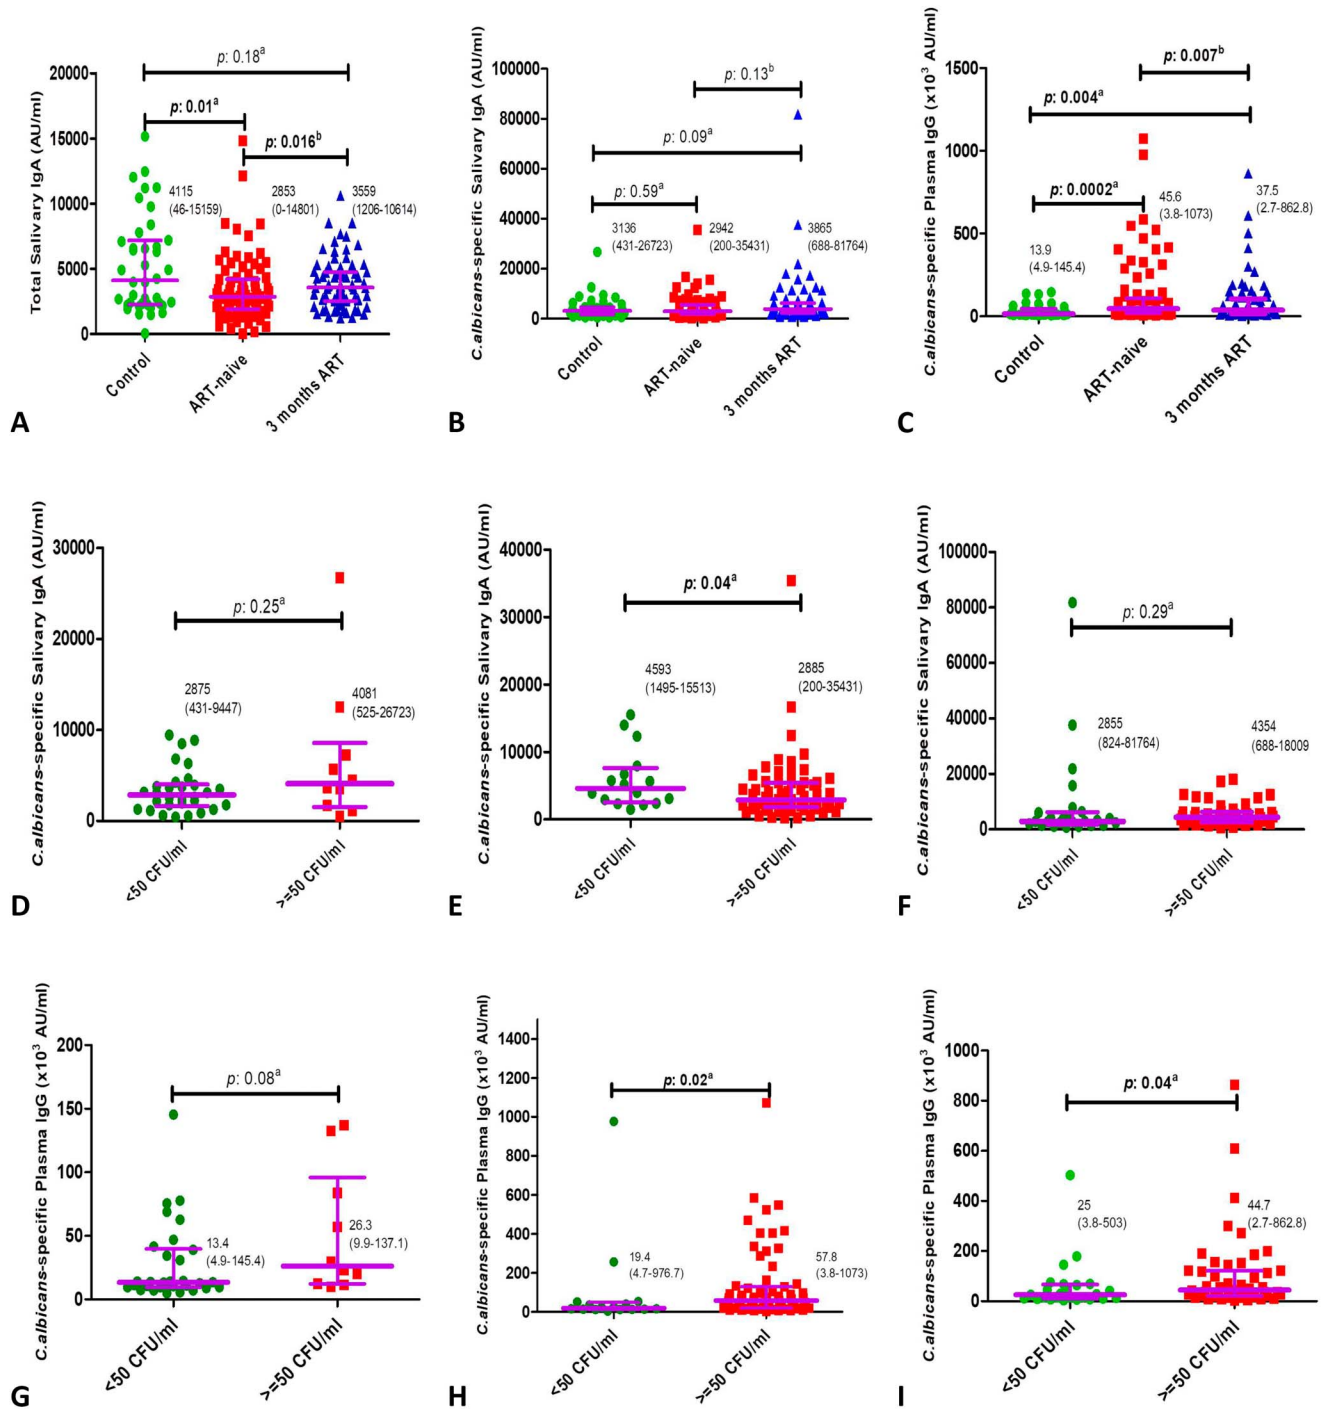 Total Salivary IgA (AU/ml)
20000
15000
10000
5000
0
p: 0.18ᵃ
p: 0.01ᵃ
p: 0.016ᵇ
4115
(46-15159)
2853
(0-14801)
3559
(1206-10614)
Control
ART-naive
3 months ART
A
C.albicans-specific Salivary IgA (AU/ml)
100000
80000
60000
40000
20000
0
p: 0.13ᵇ
p: 0.09ᵃ
p: 0.59ᵃ
3136
(431-26723)
2942
(200-35431)
3865
(688-81764)
Control
ART-naive
3 months ART
B
C.albicans-specific Plasma IgG (x10³ AU/ml)
1500
1000
500
0
p: 0.007ᵇ
p: 0.004ᵃ
p: 0.0002ᵃ
13.9
(4.9-145.4)
45.6
(3.8-1073)
37.5
(2.7-862.8)
Control
ART-naive
3 months ART
C
C.albicans-specific Salivary IgA (AU/ml)
30000
20000
10000
0
p: 0.25ᵃ
2875
(431-9447)
4081
(525-26723)
<50 CFU/ml
>=50 CFU/ml
D
C.albicans-specific Salivary IgA (AU/ml)
40000
30000
20000
10000
0
p: 0.04ᵃ
4593
(1495-15513)
2885
(200-35431)
<50 CFU/ml
>=50 CFU/ml
E
C.albicans-specific Salivary IgA (AU/ml)
100000
80000
60000
40000
20000
0
p: 0.29ᵃ
2855
(824-81764)
4354
(688-18009
<50 CFU/ml
>=50 CFU/ml
F
C.albicans-specific Plasma IgG (x10³ AU/ml)
200
150
100
50
0
p: 0.08ᵃ
13.4
(4.9-145.4)
26.3
(9.9-137.1)
<50 CFU/ml
>=50 CFU/ml
G
C.albicans-specific Plasma IgG (x10³ AU/ml)
1400
1200
1000
800
600
400
200
0
p: 0.02ᵃ
19.4
(4.7-976.7)
57.8
(3.8-1073)
<50 CFU/ml
>=50 CFU/ml
H
C.albicans-specific Plasma IgG (x10³ AU/ml)
1000
800
600
400
200
0
p: 0.04ᵃ
25
(3.8-503)
44.7
(2.7-862.8)
<50 CFU/ml
>=50 CFU/ml
I